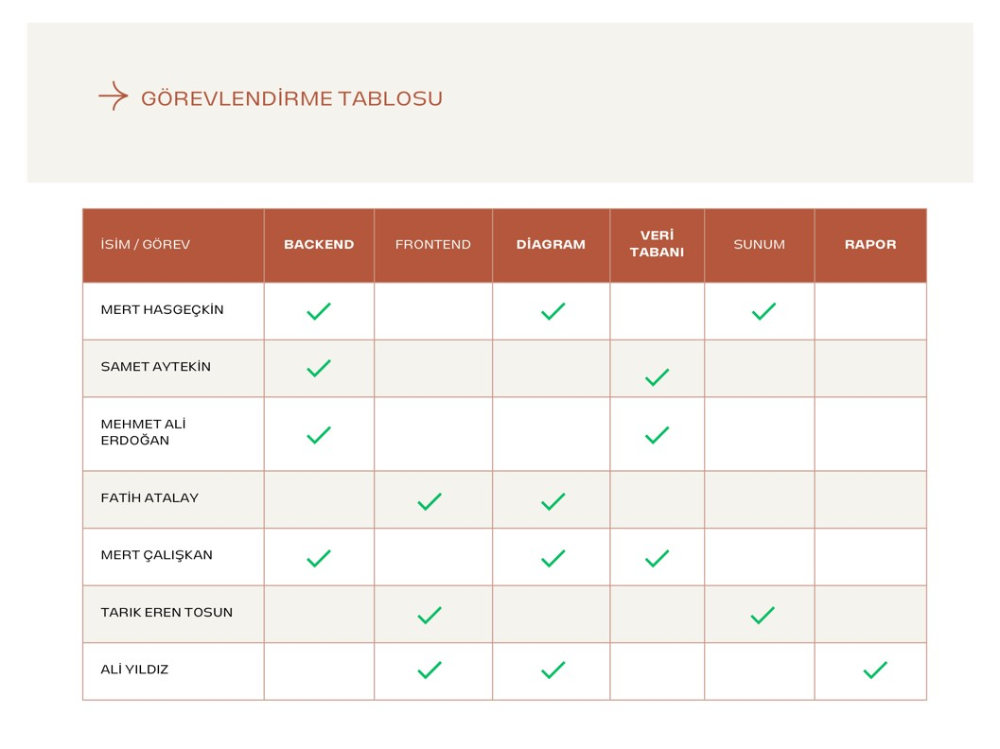 GÖREVLENDİRME TABLOSU
İSİM / GÖREV BACKEND FRONTEND DİAGRAM VERİ TABANI SUNUM RAPOR
MERT HASGEÇKİN ✓ ✓ ✓
SAMET AYTEKİN ✓ ✓
MEHMET ALİ
ERDOĞAN ✓ ✓
FATİH ATALAY ✓ ✓
MERT ÇALIŞKAN ✓ ✓ ✓
TARIK EREN TOSUN ✓ ✓
ALİ YILDIZ ✓ ✓ ✓